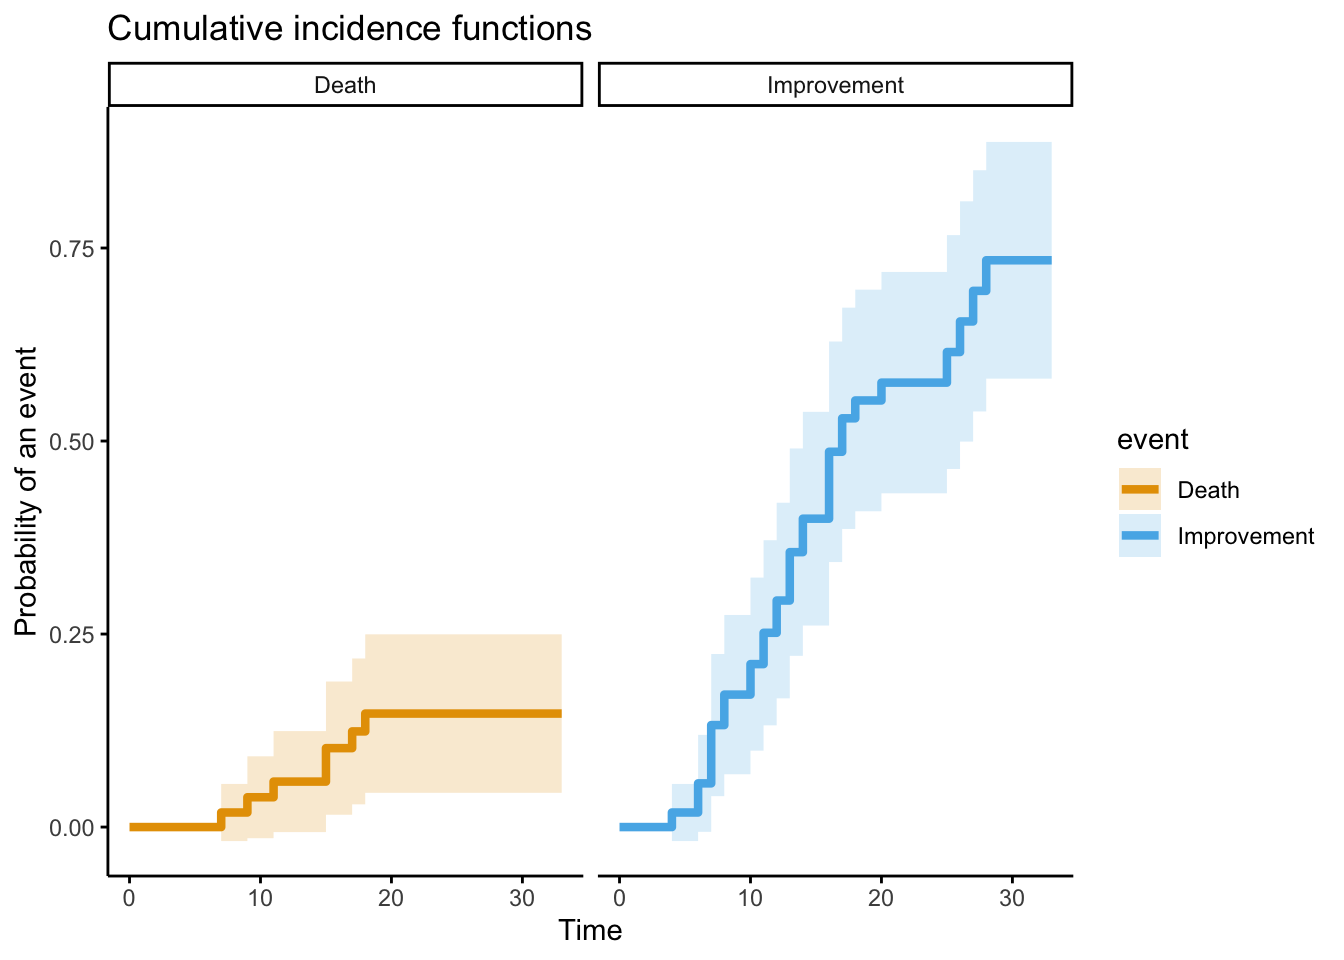 Cumulative incidence functions
Death
Improvement
Probability of an event
0.75
0.50
0.25
0.00
0 10 20 30
0 10 20 30
Time
event
Death
Improvement